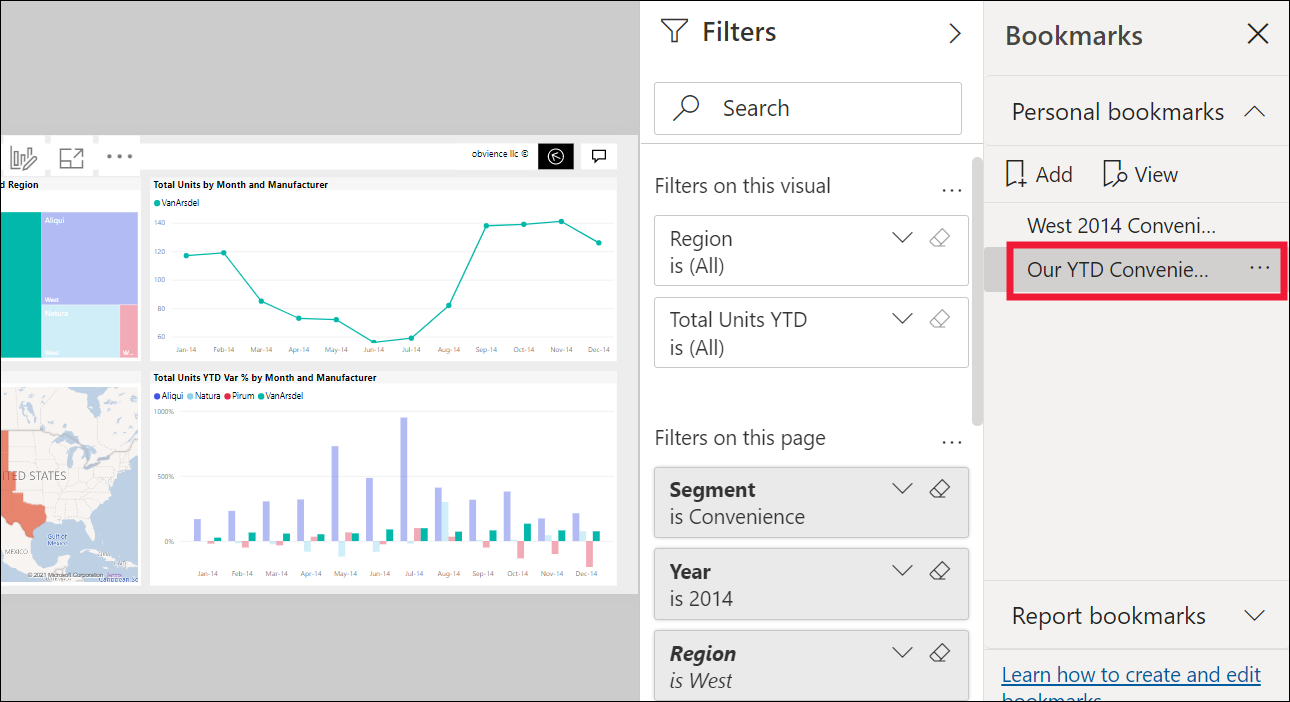 obvience llc ©
d Region
Aliqui
West
Natura
West
W...
Total Units by Month and Manufacturer
VanArsdel
140
120
100
80
60
Jan-14 Feb-14 Mar-14 Apr-14 May-14 Jun-14 Jul-14 Aug-14 Sep-14 Oct-14 Nov-14 Dec-14
ITED STATES
Gulf of
Mexico
MEXICO
© 2021 Microsoft Corporation Terms
Caribbean Sc
Total Units YTD Var % by Month and Manufacturer
Aliqui Natura Pirum VanArsdel
1000%
500%
0%
Jan-14 Feb-14 Mar-14 Apr-14 May-14 Jun-14 Jul-14 Aug-14 Sep-14 Oct-14 Nov-14 Dec-14
Filters
Search
Filters on this visual
...
Region
is (All)
Total Units YTD
is (All)
Filters on this page
...
Segment
is Convenience
Year
is 2014
Region
is West
Bookmarks
Personal bookmarks
Add View
West 2014 Conveni...
Our YTD Convenie... ...
Report bookmarks
Learn how to create and edit
bookmarks